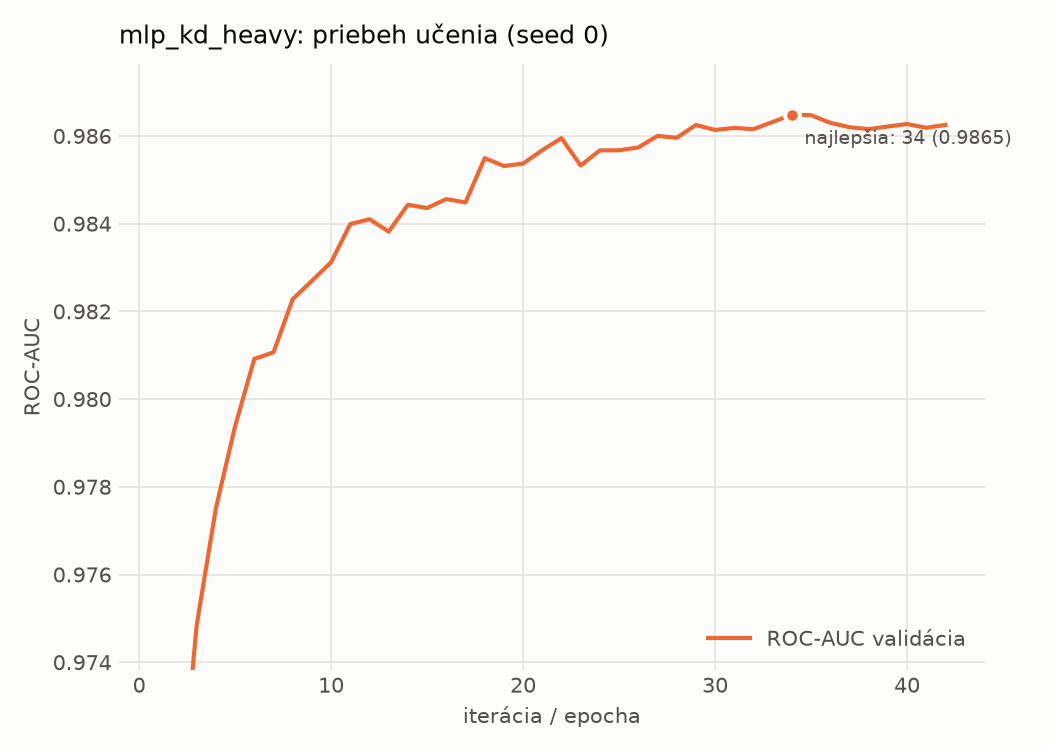 mlp_kd_heavy: priebeh učenia (seed 0)
ROC-AUC
0.986
0.984
0.982
0.980
0.978
0.976
0.974
najlepšia: 34 (0.9865)
ROC-AUC validácia
0
10
20
30
40
iterácia / epocha